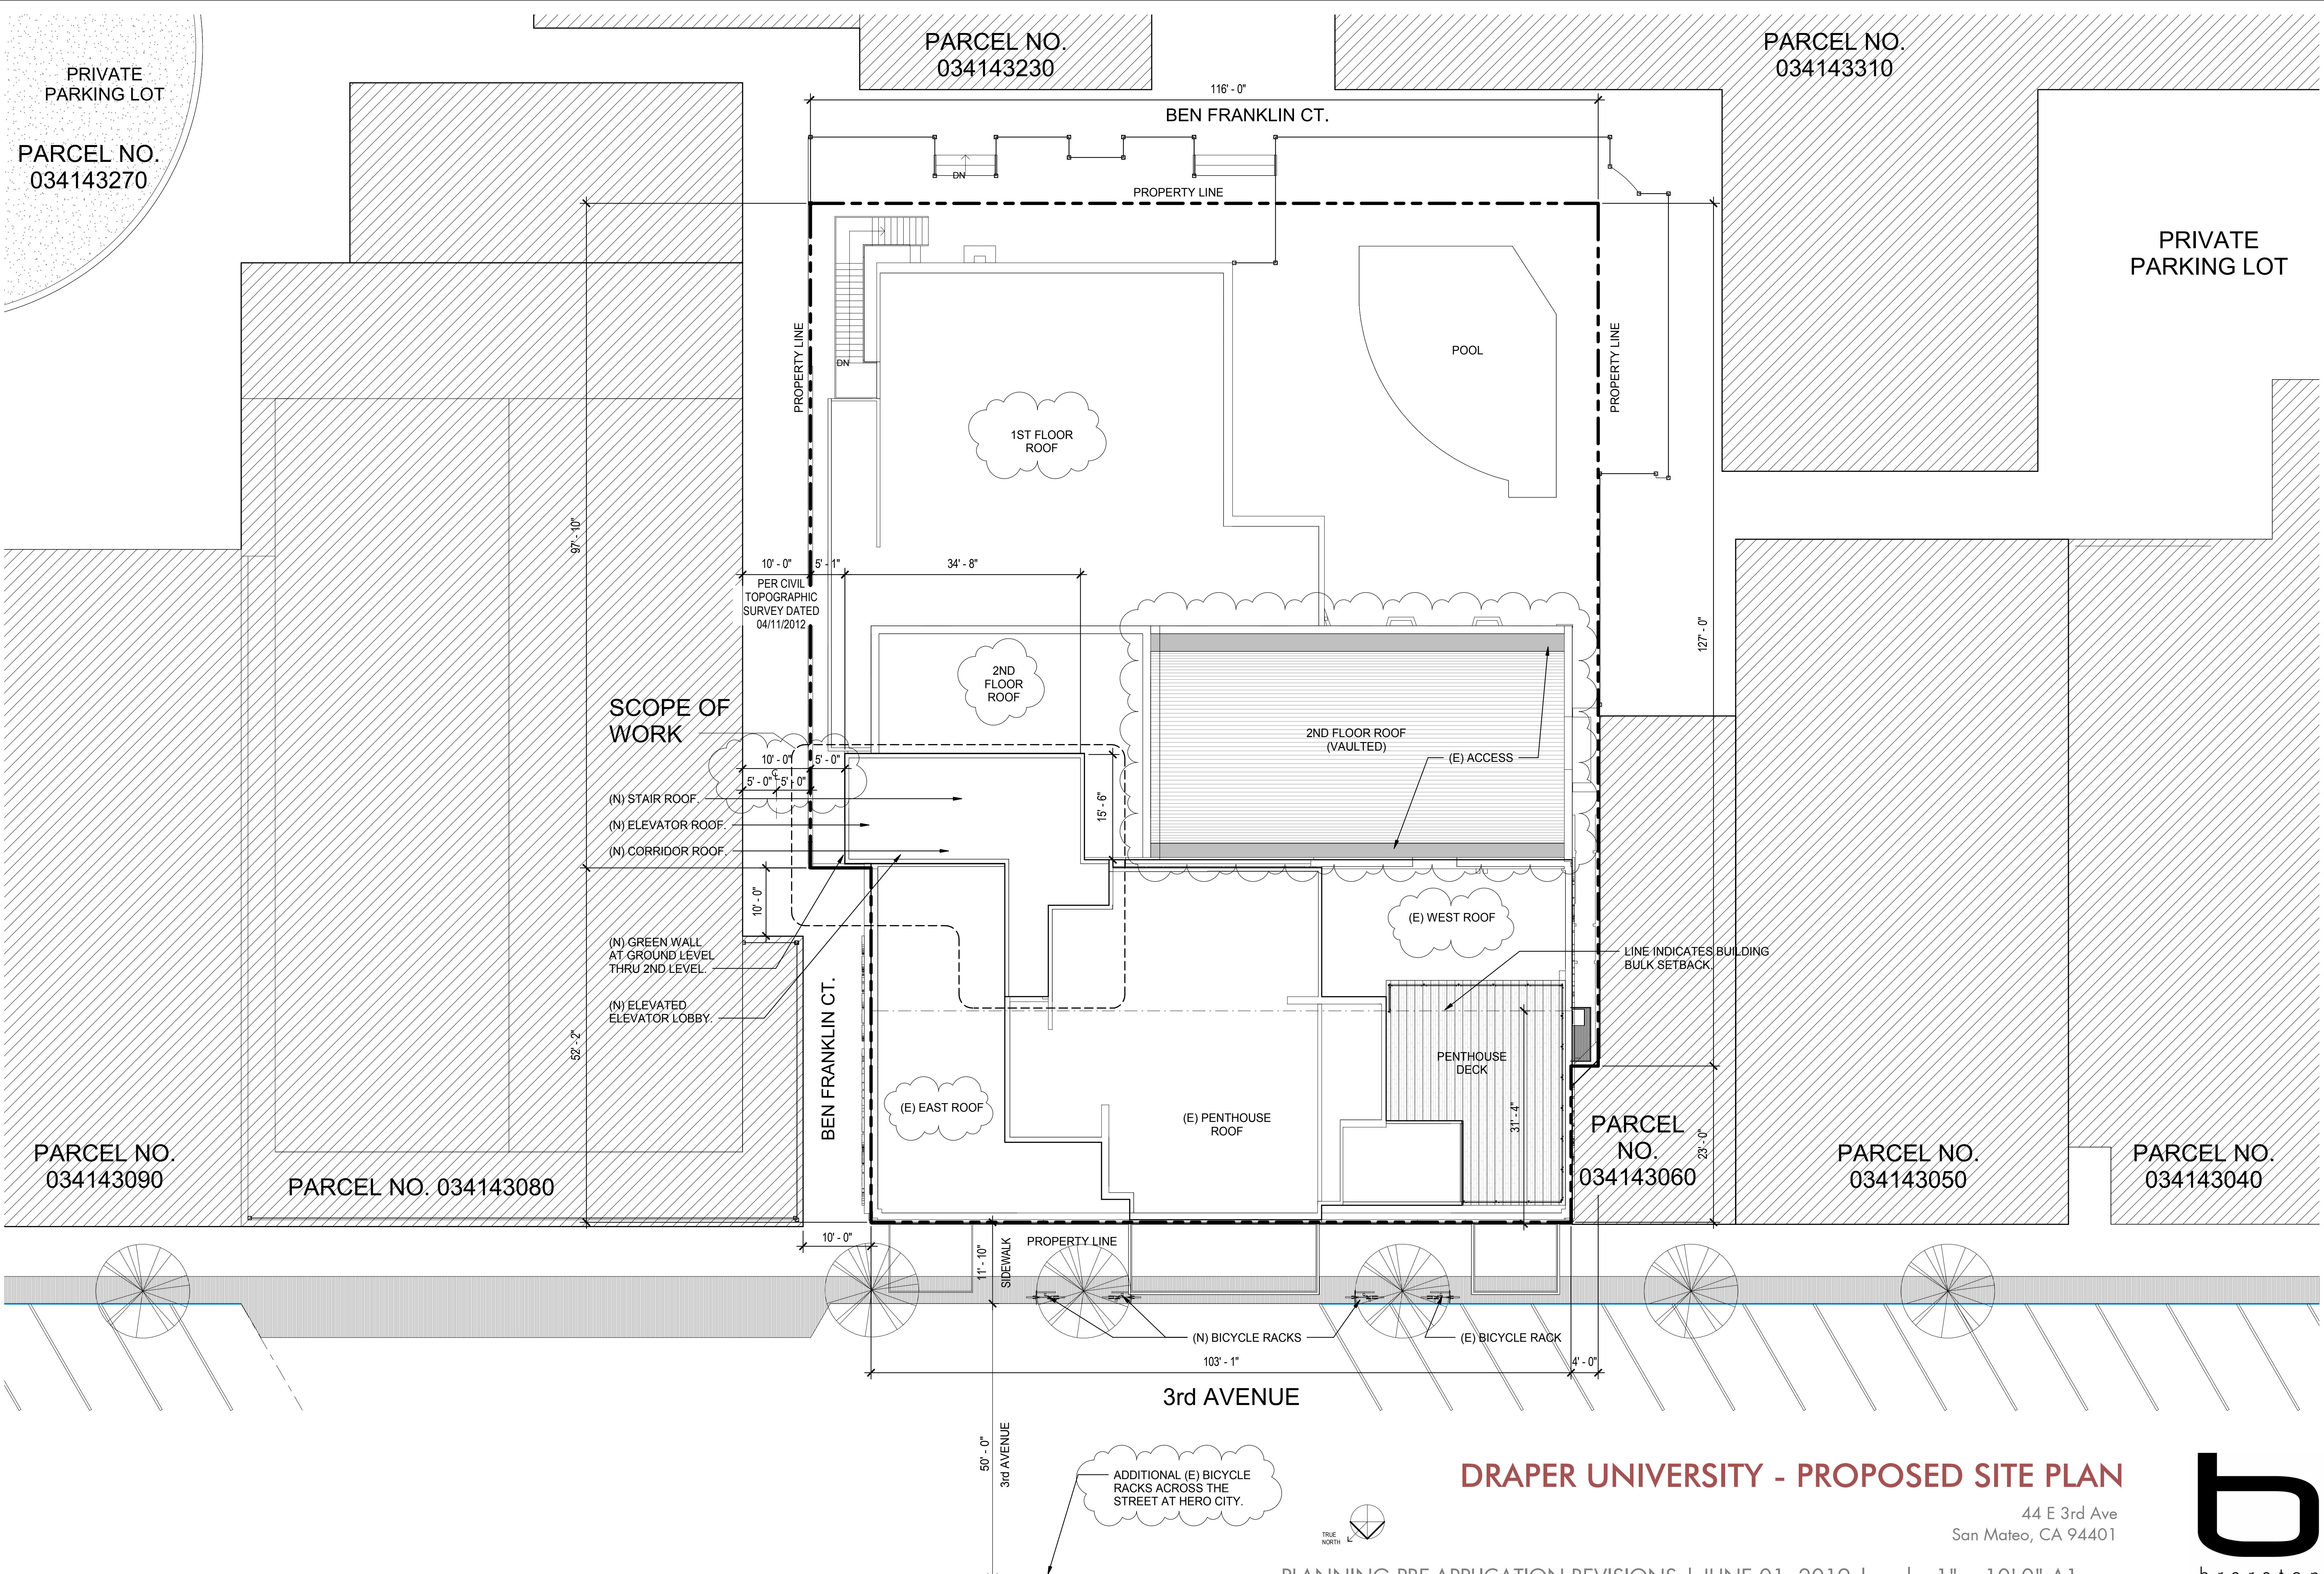 PARCEL NO.
034143230
PARCEL NO.
034143310
PRIVATE
PARKING LOT
116' - 0"
BEN FRANKLIN CT.
PARCEL NO.
034143270
DN
PROPERTY LINE
PRIVATE
PARKING LOT
PROPERTY LINE
PROPERTY LINE
DN
POOL
1ST FLOOR
ROOF
97' - 10"
10' - 0"
5' - 1"
34' - 8"
PER CIVIL
TOPOGRAPHIC
SURVEY DATED
04/11/2012
127' - 0"
2ND
FLOOR
ROOF
SCOPE OF
WORK
2ND FLOOR ROOF
(VAULTED)
(E) ACCESS
10' - 0"
5' - 0"
5' - 0"
5' - 0"
15' - 6"
(N) STAIR ROOF.
(N) ELEVATOR ROOF.
(N) CORRIDOR ROOF.
10' - 0"
(E) WEST ROOF
(N) GREEN WALL
AT GROUND LEVEL
THRU 2ND LEVEL.
LINE INDICATES BUILDING
BULK SETBACK.
(N) ELEVATED
ELEVATOR LOBBY.
BEN FRANKLIN CT.
52' - 2"
PENTHOUSE
DECK
(E) EAST ROOF
(E) PENTHOUSE
ROOF
31' - 4"
PARCEL
NO.
034143060
23' - 0"
PARCEL NO.
034143090
PARCEL NO. 034143080
PARCEL NO.
034143050
PARCEL NO.
034143040
10' - 0"
11' - 10"
SIDEWALK
PROPERTY LINE
(N) BICYCLE RACKS
(E) BICYCLE RACK
103' - 1"
4' - 0"
3rd AVENUE
50' - 0"
3rd AVENUE
ADDITIONAL (E) BICYCLE
RACKS ACROSS THE
STREET AT HERO CITY.
TRUE
NORTH
DRAPER UNIVERSITY - PROPOSED SITE PLAN
44 E 3rd Ave
San Mateo, CA 94401
b